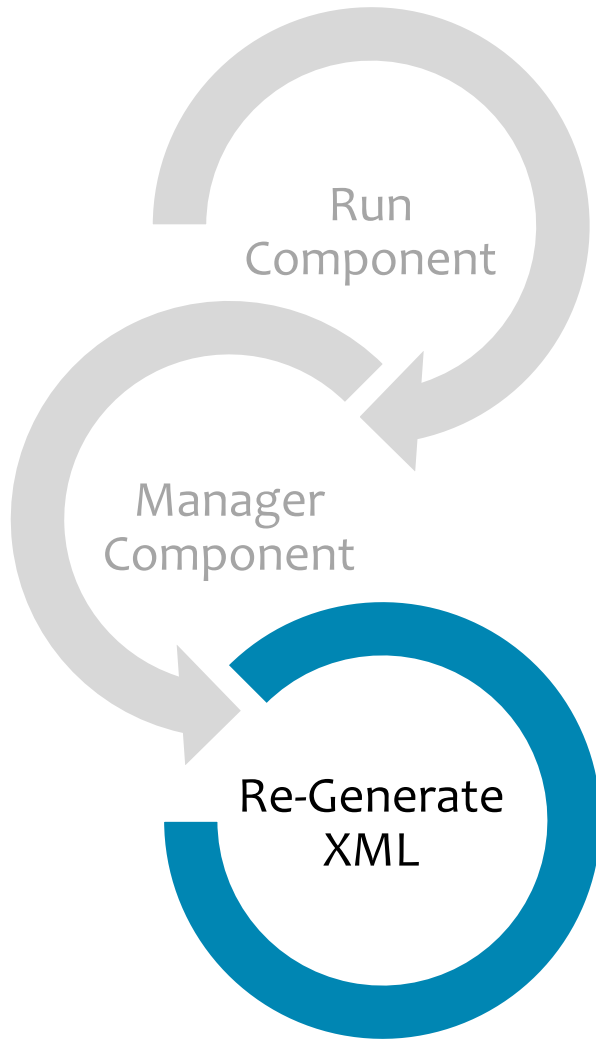 Run
Component
Manager
Component
Re-Generate
XML